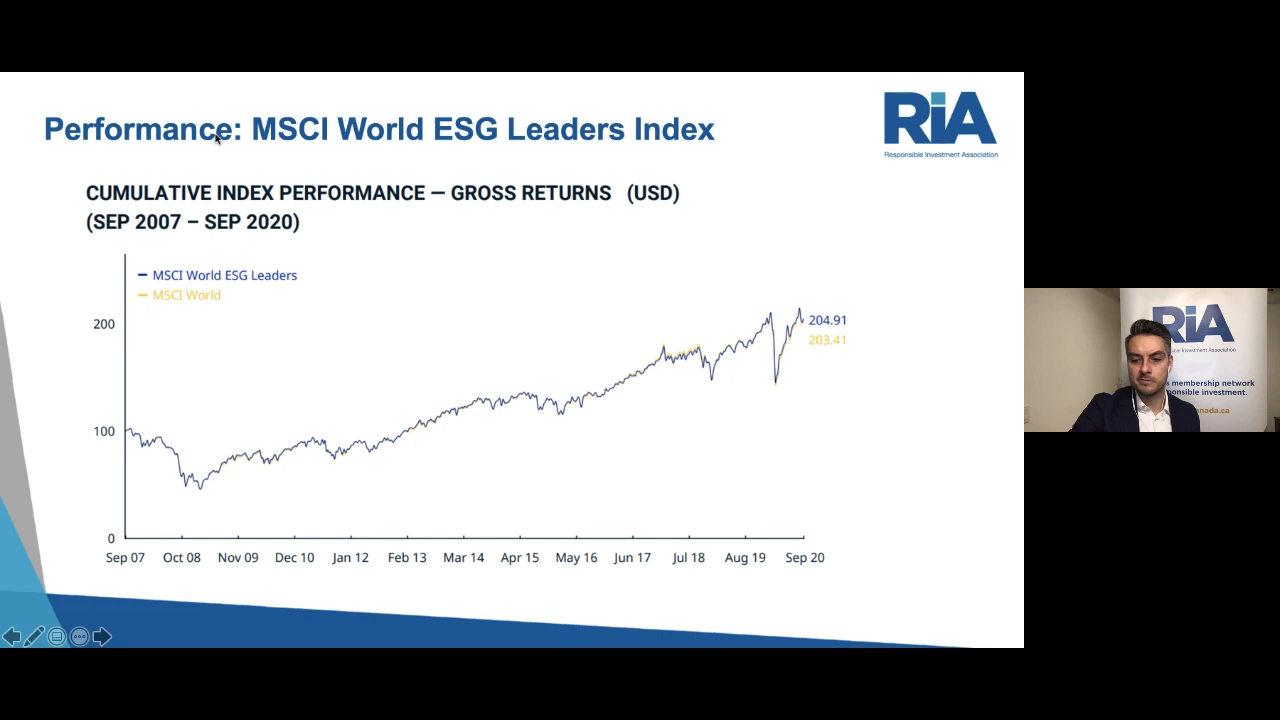 Performance: MSCI World ESG Leaders Index
RiA
Responsible Investment Association
CUMULATIVE INDEX PERFORMANCE — GROSS RETURNS (USD)
(SEP 2007 – SEP 2020)
MSCI World ESG Leaders
MSCI World
200
100
0
204.91
203.41
Sep 07 Oct 08 Nov 09 Dec 10 Jan 12 Feb 13 Mar 14 Apr 15 May 16 Jun 17 Jul 18 Aug 19 Sep 20
RiA
Investment Association
membership network
responsible investment.